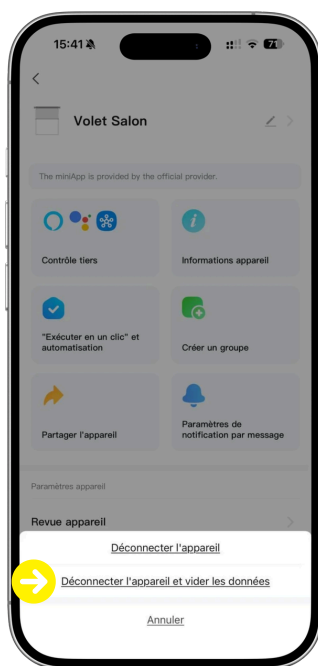 15:41
71
Volet Salon
The miniApp is provided by the official provider.
Contrôle tiers
Informations appareil
"Exécuter en un clic" et
automatisation
Créer un groupe
Partager l'appareil
Paramètres de
notification par message
Paramètres appareil
Revue appareil
Déconnecter l'appareil
Déconnecter l'appareil et vider les données
Annuler